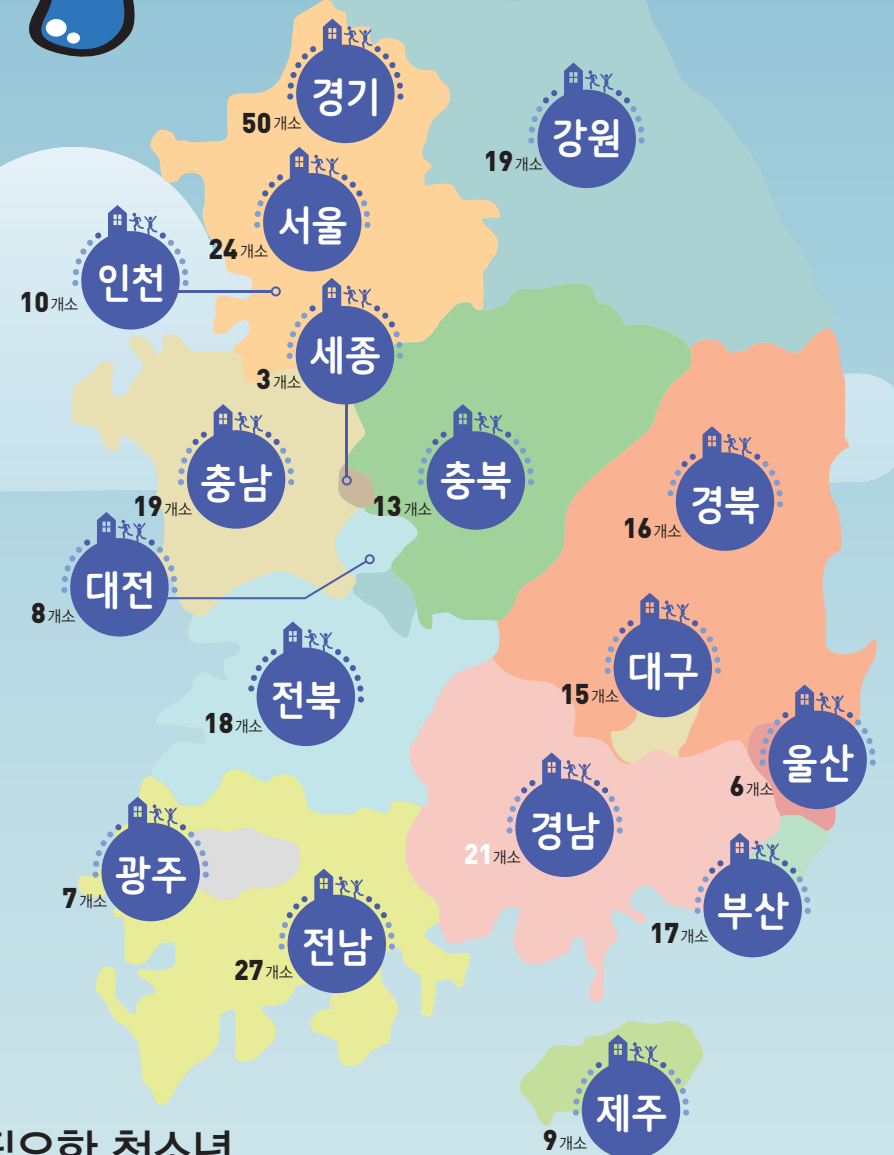 경기
50개소
강원
19개소
서울
24개소
인천
10개소
세종
3개소
충남
19개소
충북
13개소
경북
16개소
대전
8개소
대구
15개소
전북
18개소
울산
6개소
경남
21개소
광주
7개소
부산
17개소
전남
27개소
제주
9개소
청소년